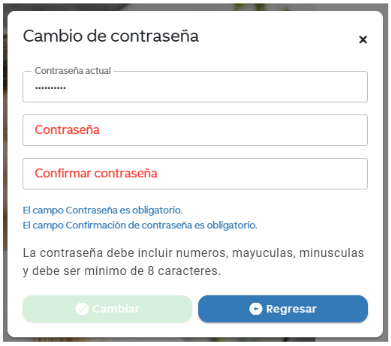 Cambio de contraseña
Contraseña actual
Contraseña
Confirmar contraseña
El campo Contraseña es obligatorio.
El campo Confirmación de contraseña es obligatorio.
La contraseña debe incluir numeros, mayuculas, minusculas
y debe ser minimo de 8 caracteres.
Cambiar
Regresar